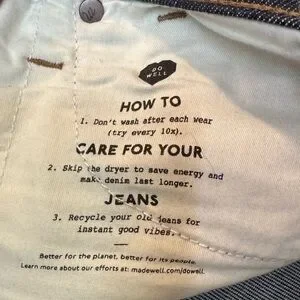 DO
WELL
HOW TO
1. Don't wash after each wear
(try every 10x).
CARE FOR YOUR
2. Skip the dryer to save energy and
make denim last longer.
JEANS
3. Recycle your old jeans for
instant good vibes.
Better for the planet, better for its people.
Learn more about our efforts at: madewell.com/dowell.